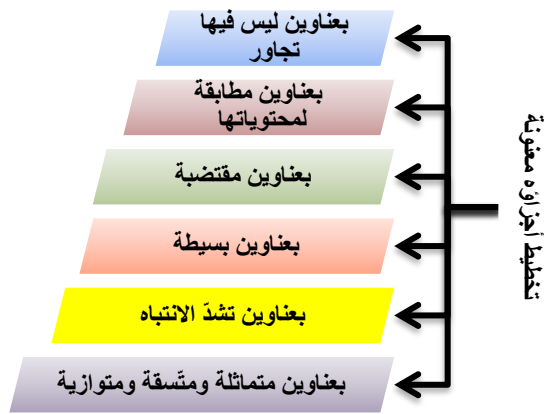 تخطيط أجزاؤه معنونة
بعناوين ليس فيها
تجاور
بعناوين مطابقة
لمحتوياتها
بعناوين مقتضبة
بعناوين بسيطة
بعناوين تشدّ الانتباه
بعناوين متماثلة ومتّسقة ومتوازية